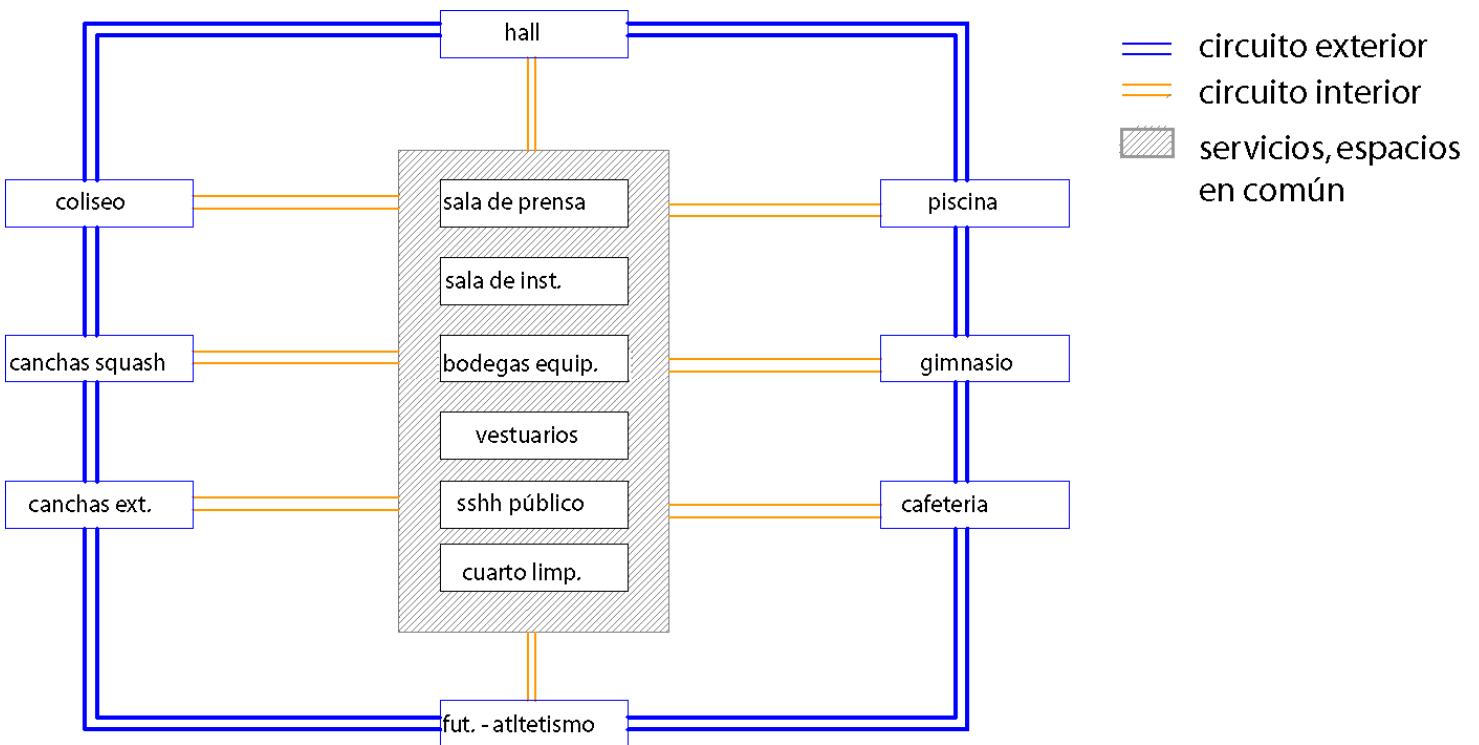 hall
circuito exterior
circuito interior
servicios, espacios
en común
coliseo
sala de prensa
piscina
sala de inst.
canchas squash
bodegas equip.
gimnasio
vestuarios
canchas ext.
sshh público
cafeteria
cuarto limp.
fut. - atltetismo